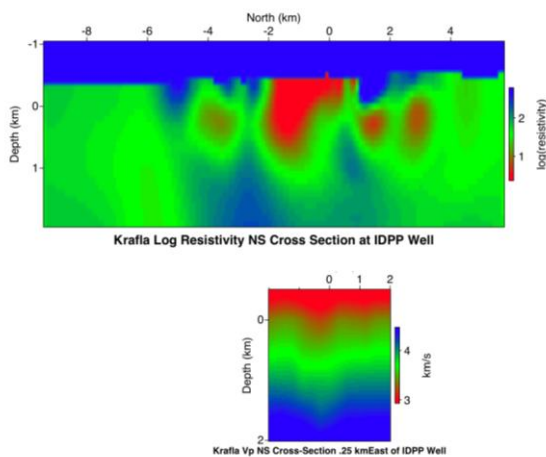 North (km)
-8 -6 -4 -2 0 2 4
-1
0
1
Depth (km)
2
1
log(resistivity)
Krafla Log Resistivity NS Cross Section at IDPP Well
0 1 2
0
2
Depth (km)
4
3
km/s
Krafla Vp NS Cross-Section .25 kmEast of IDPP Well